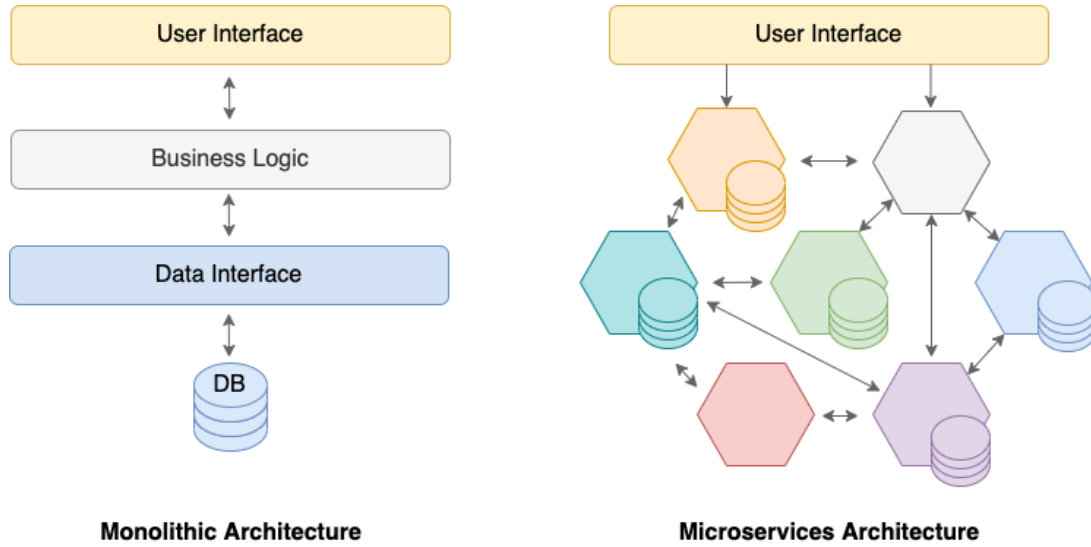 User Interface
Business Logic
Data Interface
DB
Monolithic Architecture
User Interface
Microservices Architecture